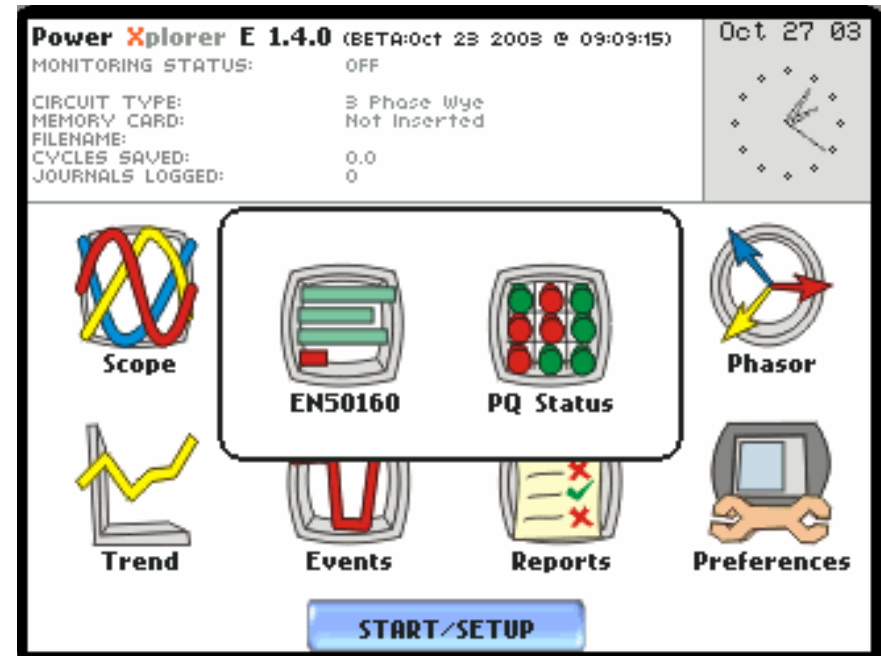 Power Xplorer E 1.4.0 (BETA:Oct 23 2003 @ 09:09:15)
Oct 27 03
MONITORING STATUS: OFF
CIRCUIT TYPE: 3 Phase Wye
MEMORY CARD: Not Inserted
FILENAME:
CYCLES SAVED: 0.0
JOURNALS LOGGED: 0
Scope
EN50160
PQ Status
Phasor
Trend
Events
Reports
Preferences
START/SETUP